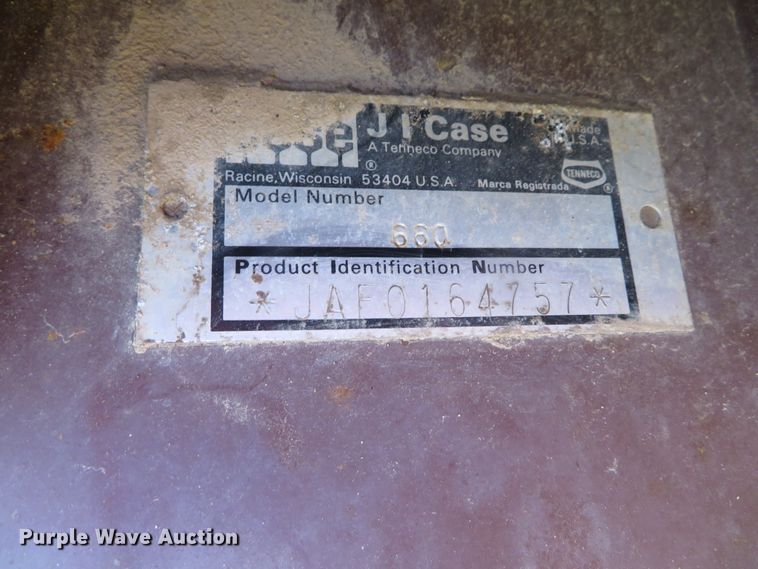 Case
J I Case
A Tenneco Company
Made
U.S.A.
®
Racine, Wisconsin 53404 U.S.A. Marca Registrada TENNECO ®
Model Number
660
Product Identification Number
*JAF0164757*
Purple Wave Auction